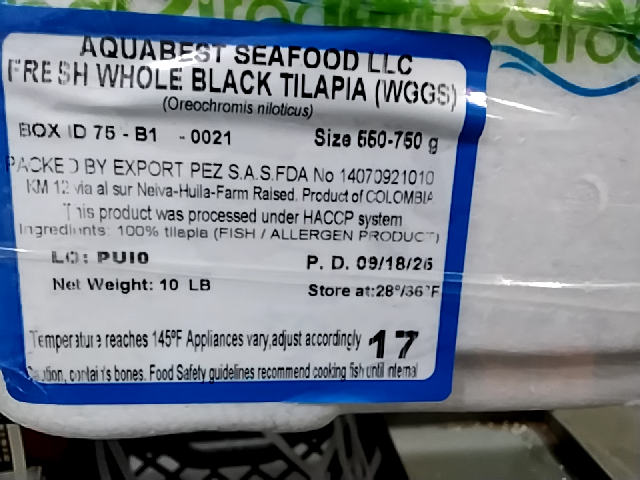 AQUABEST SEAFOOD LLC
FRESH WHOLE BLACK TILAPIA (WGGS)
(Oreochromis niloticus)
BOX ID 75 - B1 - 0021 Size 550-750 g
PACKED BY EXPORT PEZ S.A.S.FDA No 14070921010
KM 12 via al sur Neiva-Huila-Farm Raised. Product of COLOMBIA
This product was processed under HACCP system
Ingredients: 100% tilapia (FISH / ALLERGEN PRODUCT)
LO: PU10 P. D. 09/18/25
Net Weight: 10 LB Store at:28°/36°F
Temperature reaches 145ºF Appliances vary,adjust accordingly 17
Caution, contains bones. Food Safety guidelines recommend cooking fish until internal